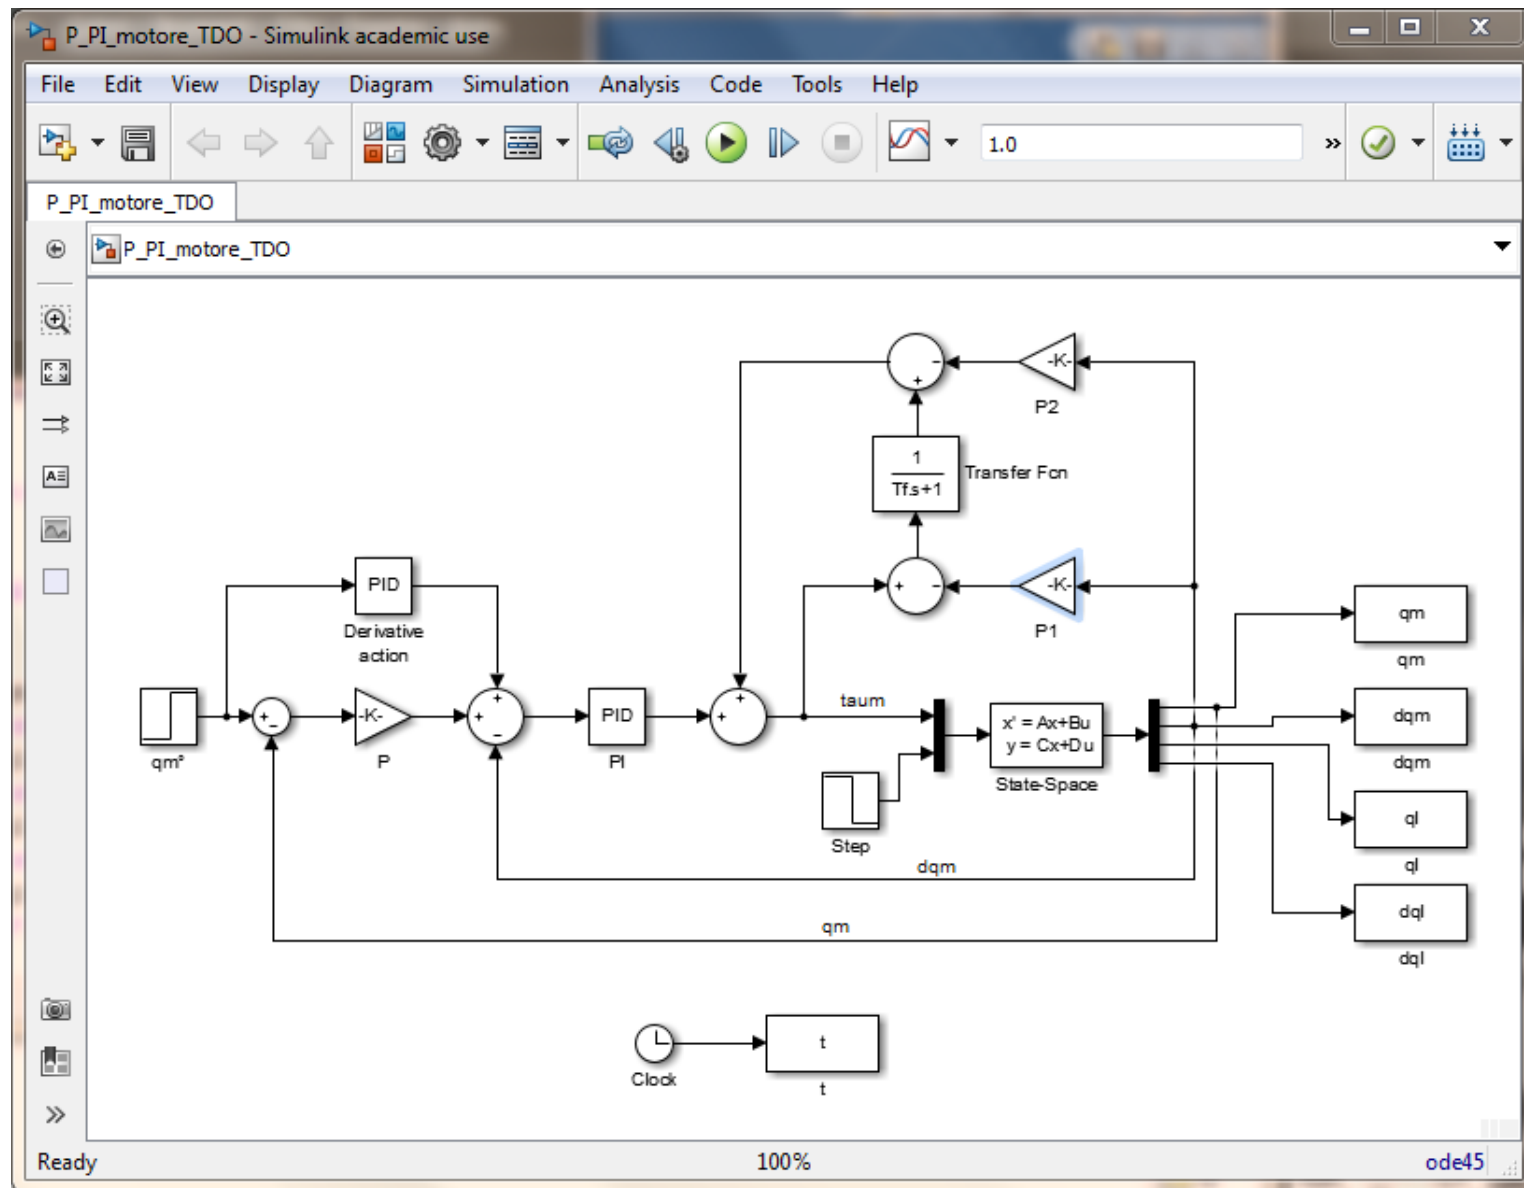 P_PI_motore_TDO - Simulink academic use
File Edit View Display Diagram Simulation Analysis Code Tools Help
1.0
P_PI_motore_TDO
P_PI_motore_TDO
-K-
P2
1
Tf.s+1
Transfer Fcn
PID
Derivative
action
-K-
P1
qm
qm
qm°
-K-
P
PID
PI
taum
x' = Ax+Bu
y = Cx+Du
State-Space
dqm
dqm
Step
ql
ql
dqm
qm
dql
dql
Clock
t
t
Ready 100% ode45